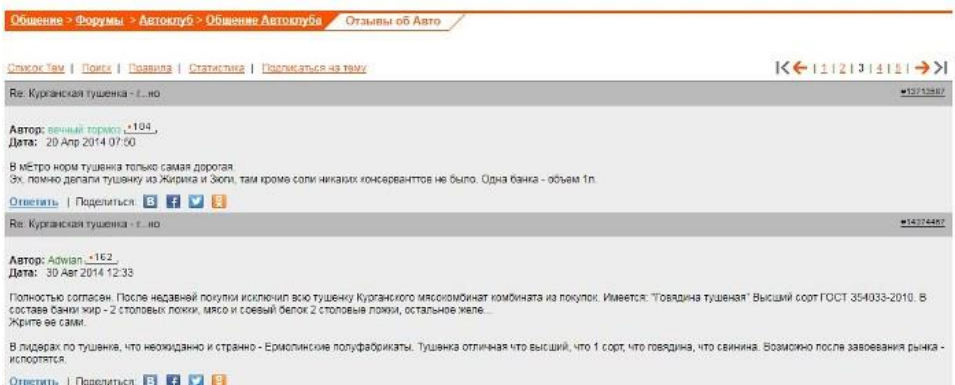 Общение > Форумы > Автоклуб > Общение Автоклуба Отзывы об Авто
Список Тем | Поиск | Правила | Статистика | Подписаться на тему | 1 | 2 | 3 | 4 | 5 |
Re: Курганская тушенка - г...но #13713587
Автор: вечный тормоз +184
Дата: 20 Апр 2014 07:50
В мЕтро норм тушенка только самая дорогая.
Эх, помню делали тушенку из Жирика и Зюги, там кроме соли никаких консерванттов не было. Одна банка - объем 1л.
Ответить | Поделиться:
Re: Курганская тушенка - г...но #14374467
Автор: Adwian +162
Дата: 30 Авг 2014 12:33
Полностью согласен. После недавней покупки исключил всю тушенку Курганского мясокомбинат комбината из покупок. Имеется: "Говядина тушеная" Высший сорт ГОСТ 354033-2010. В
составе банки жир - 2 столовых ложки, мясо и соевый белок 2 столовые ложки, остальное желе...
Жрите ее сами.
В лидерах по тушенке, что неожиданно и странно - Ермолинские полуфабрикаты. Тушенка отличная что высший, что 1 сорт, что говядина, что свинина. Возможно после завоевания рынка -
испортятся.
Ответить | Поделиться: